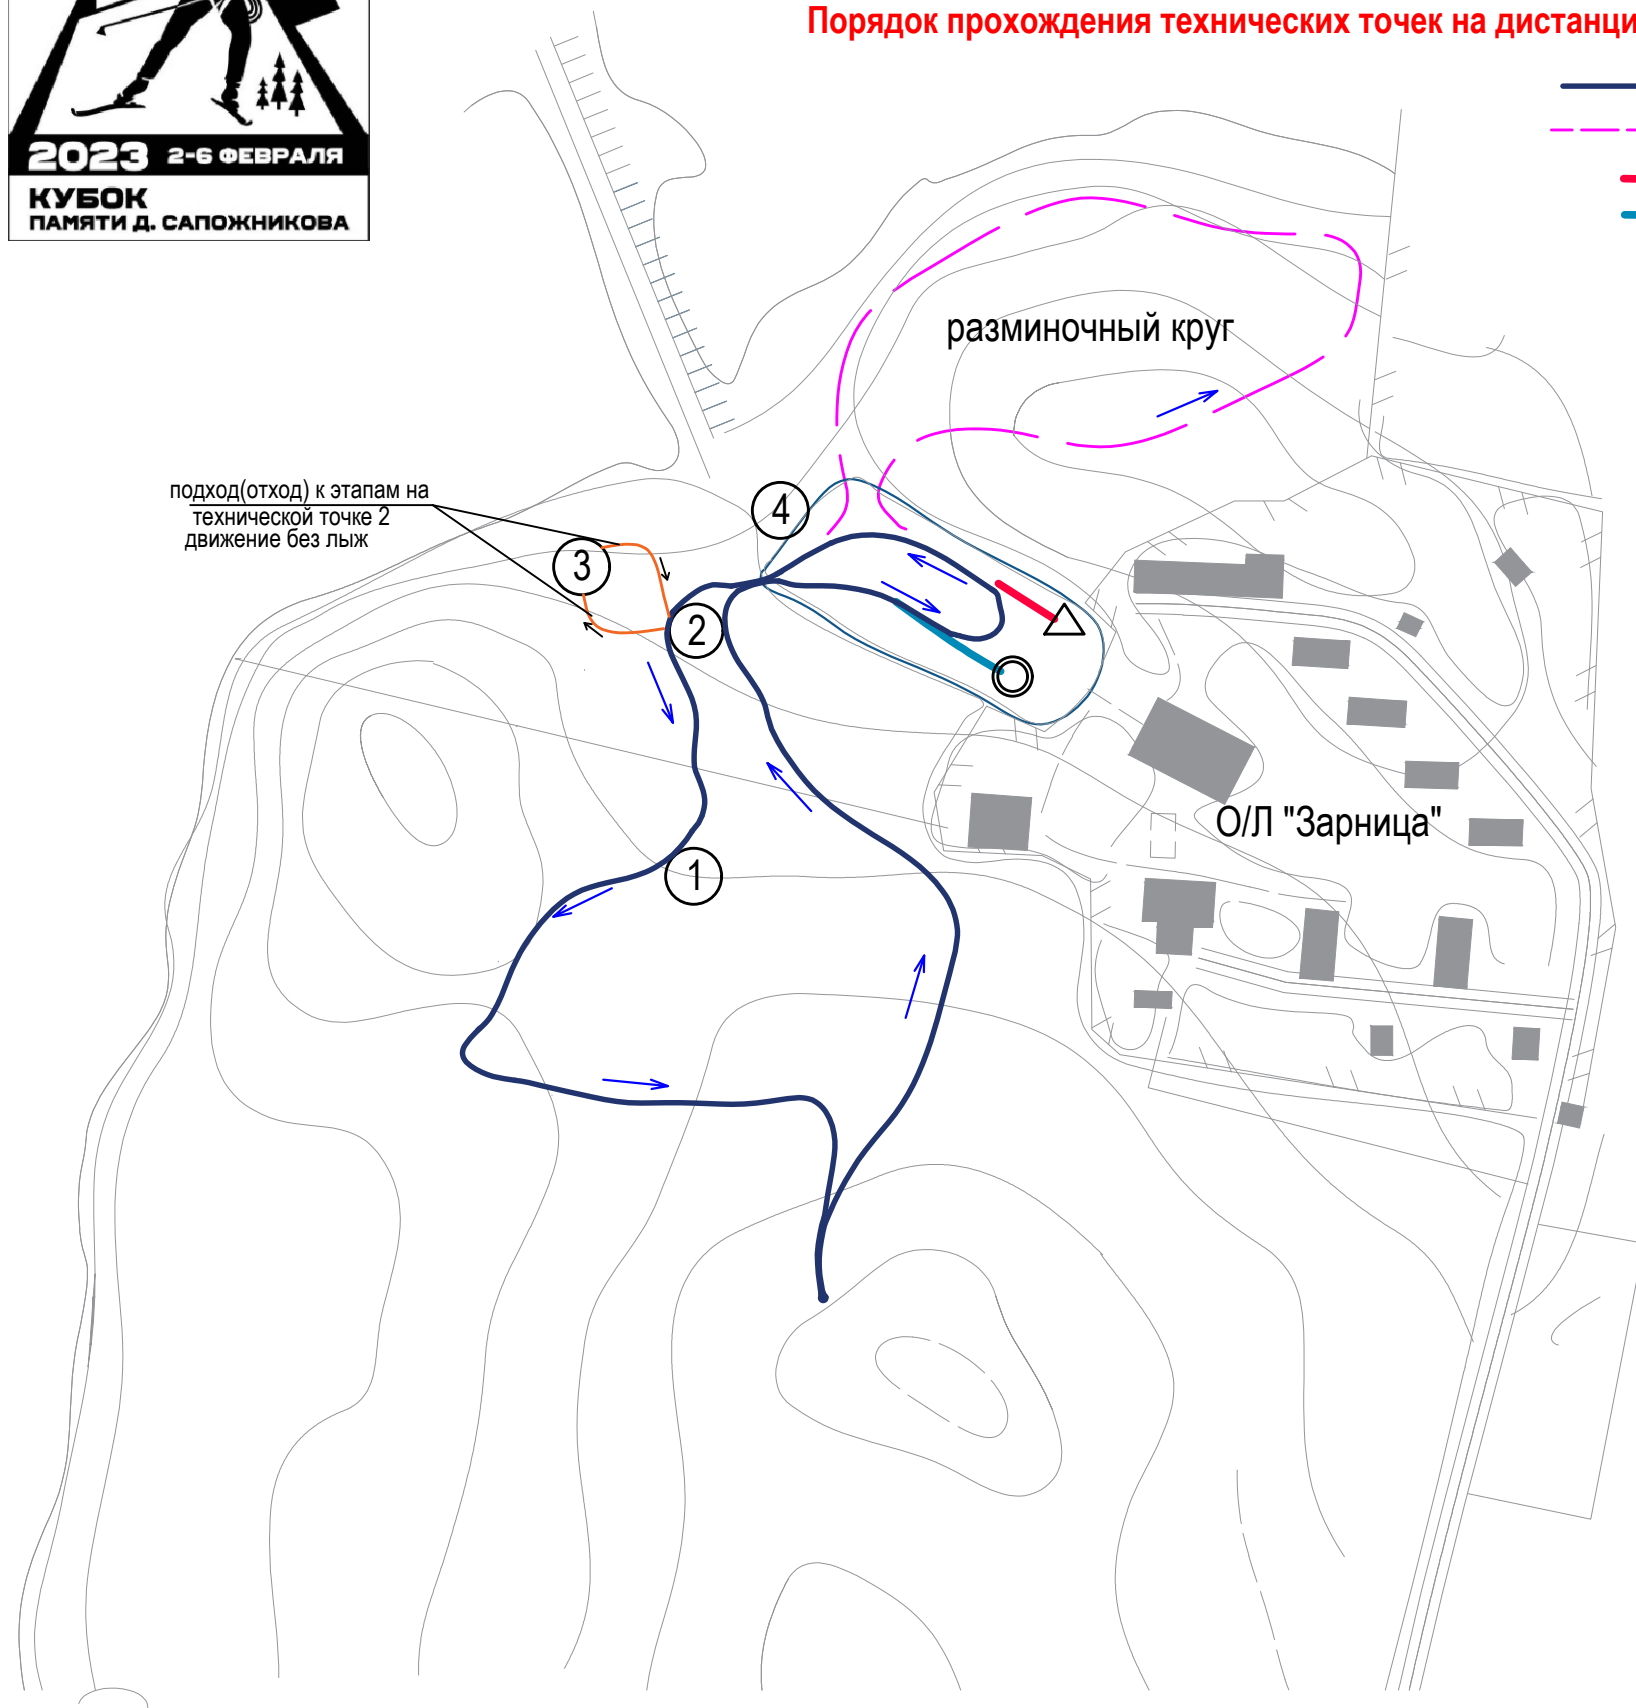 Порядок прохождения технических точек на дистанци
2023 2-6 ФЕВРАЛЯ
КУБОК
ПАМЯТИ Д. САПОЖНИКОВА
разминочный круг
подход(отход) к этапам на
технической точке 2
движение без лыж
4
3
2
О/Л "Зарница"
1